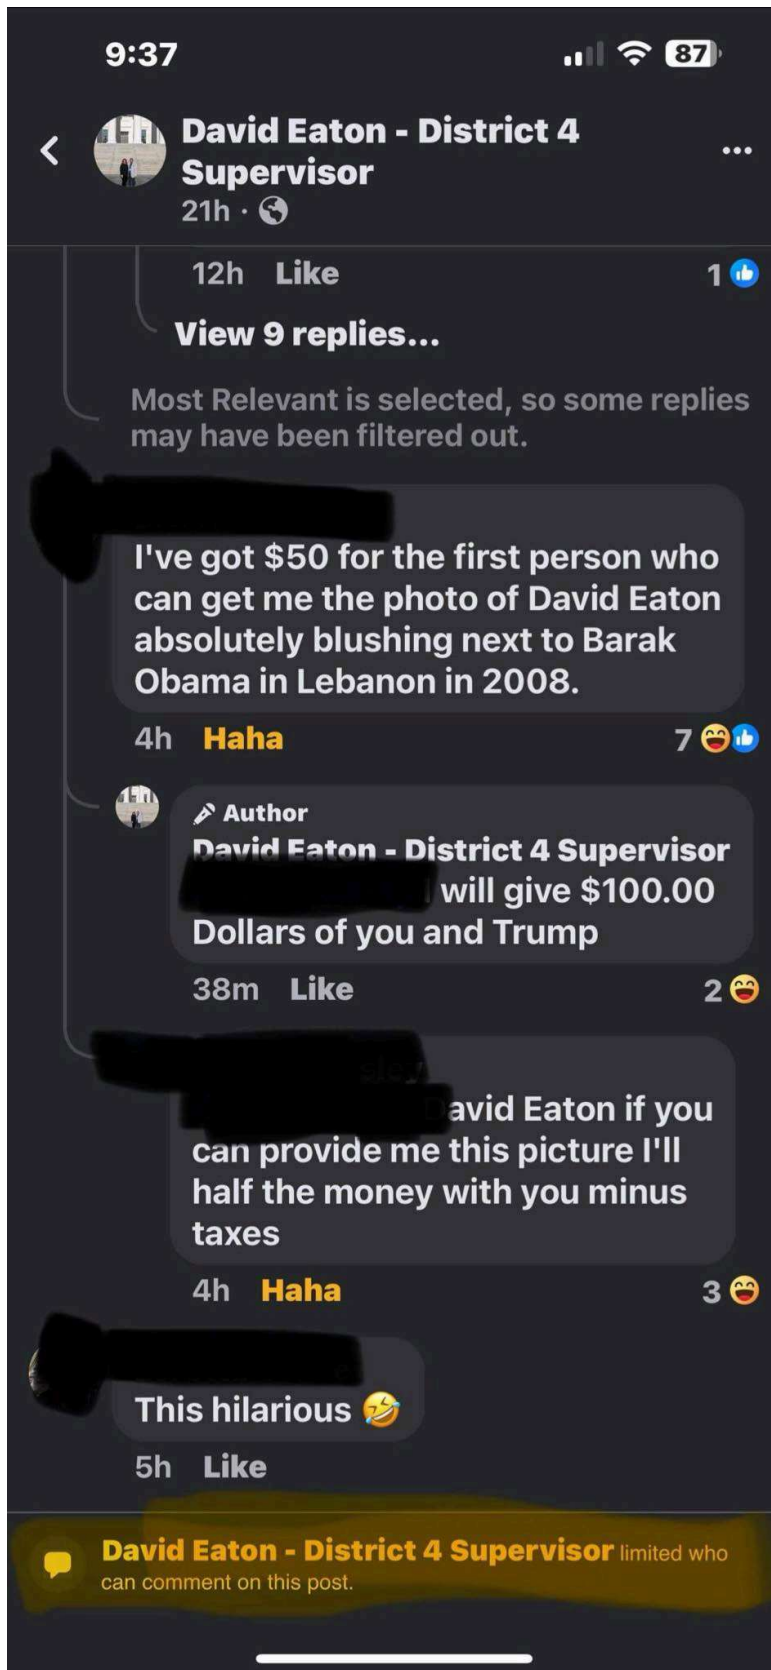 9:37
87
David Eaton - District 4
Supervisor
21h ·
12h Like 1
View 9 replies...
Most Relevant is selected, so some replies
may have been filtered out.
I've got $50 for the first person who
can get me the photo of David Eaton
absolutely blushing next to Barak
Obama in Lebanon in 2008.
4h Haha 7
Author
David Eaton - District 4 Supervisor
will give $100.00
Dollars of you and Trump
38m Like 2
avid Eaton if you
can provide me this picture I'll
half the money with you minus
taxes
4h Haha 3
This hilarious 🤣
5h Like
David Eaton - District 4 Supervisor limited who
can comment on this post.